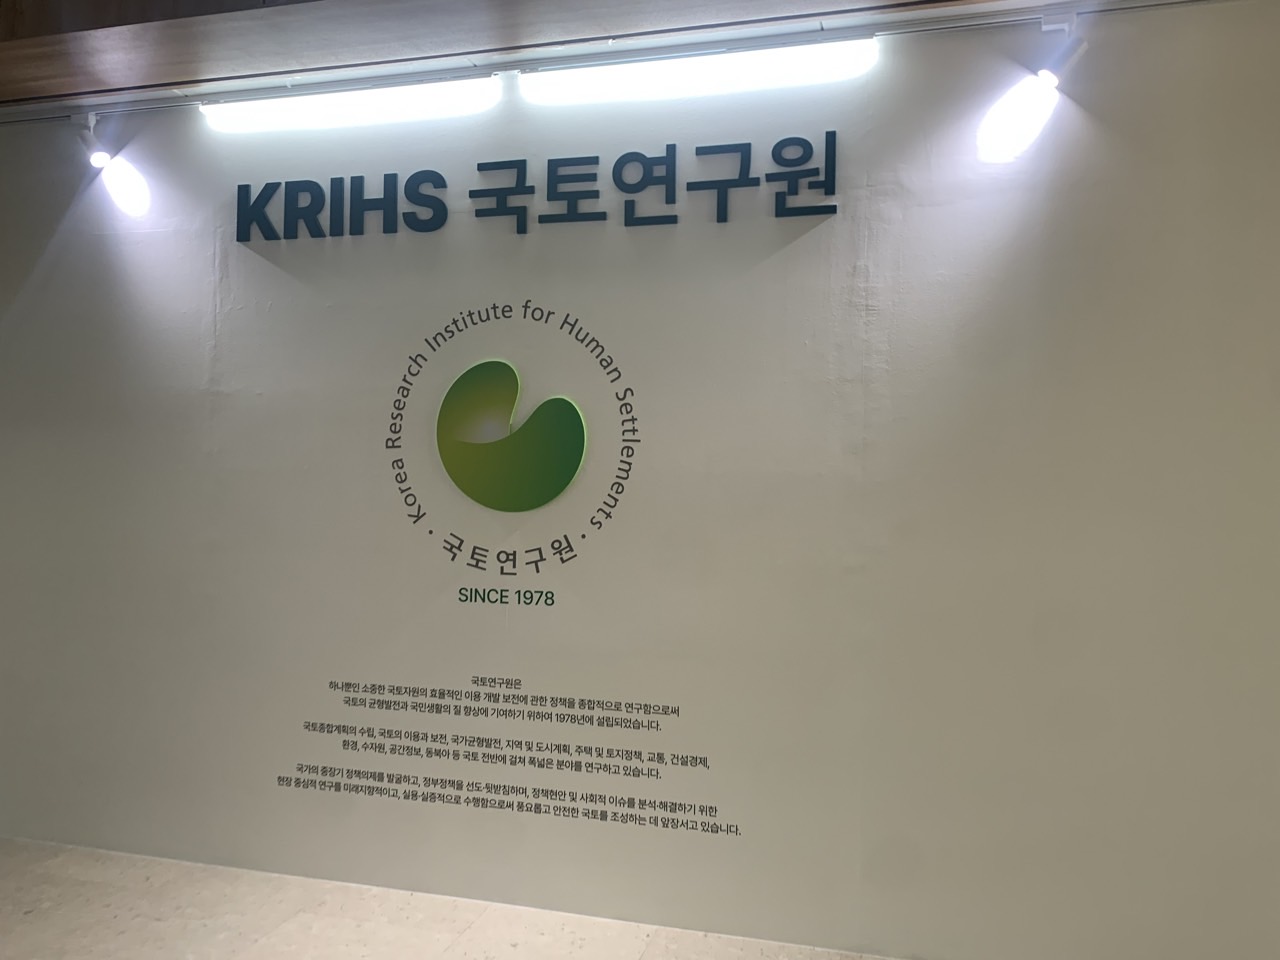 KRIHS 국토연구원
Korea Research Institute for Human Settlements
· 국토연구원 ·
SINCE 1978
국토연구원은
하나뿐인 소중한 국토자원의 효율적인 이용 개발 보전에 관한 정책을 종합적으로 연구함으로써
국토의 균형발전과 국민생활의 질 향상에 기여하기 위하여 1978년에 설립되었습니다.
국토종합계획의 수립, 국토의 이용과 보전, 국가균형발전, 지역 및 도시계획, 주택 및 토지정책, 교통, 건설경제,
환경, 수자원, 공간정보, 동북아 등 국토 전반에 걸쳐 폭넓은 분야를 연구하고 있습니다.
국가의 중장기 정책의제를 발굴하고, 정부정책을 선도·뒷받침하며, 정책현안 및 사회적 이슈를 분석·해결하기 위한
현장 중심적 연구를 미래지향적이고, 실용·실증적으로 수행함으로써 풍요롭고 안전한 국토를 조성하는 데 앞장서고 있습니다.